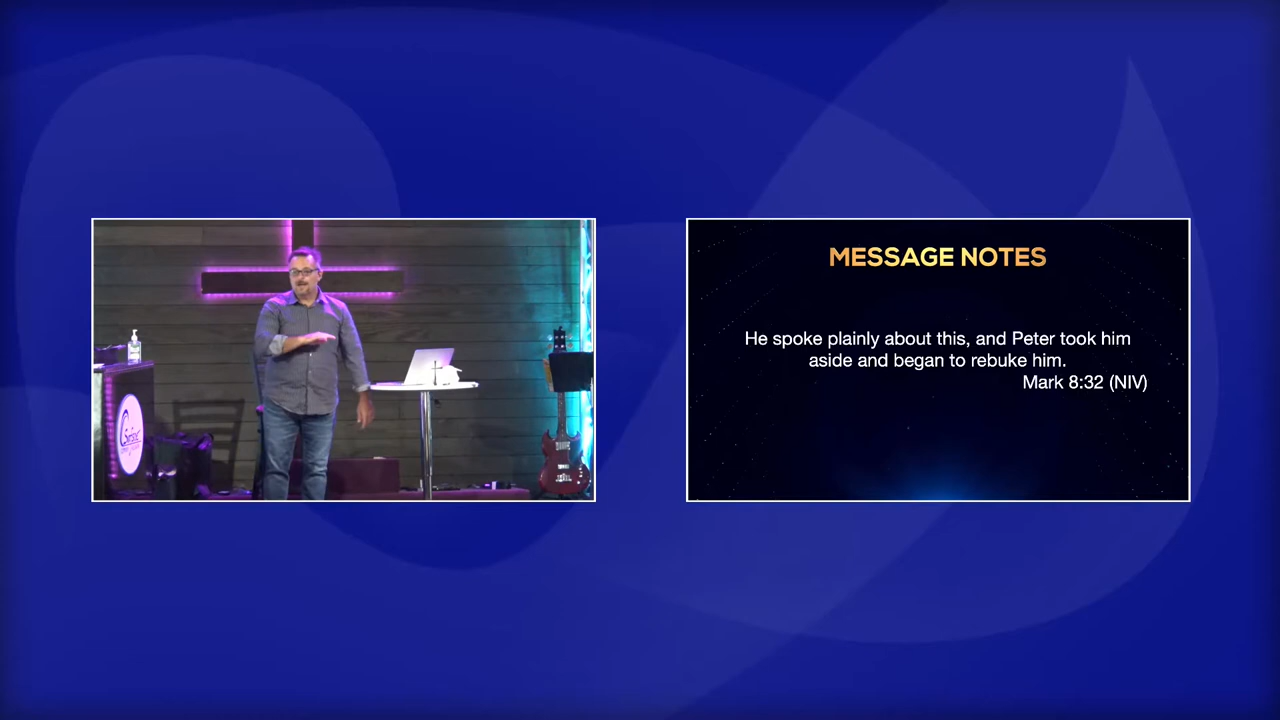 MESSAGE NOTES
He spoke plainly about this, and Peter took him
aside and began to rebuke him.
Mark 8:32 (NIV)